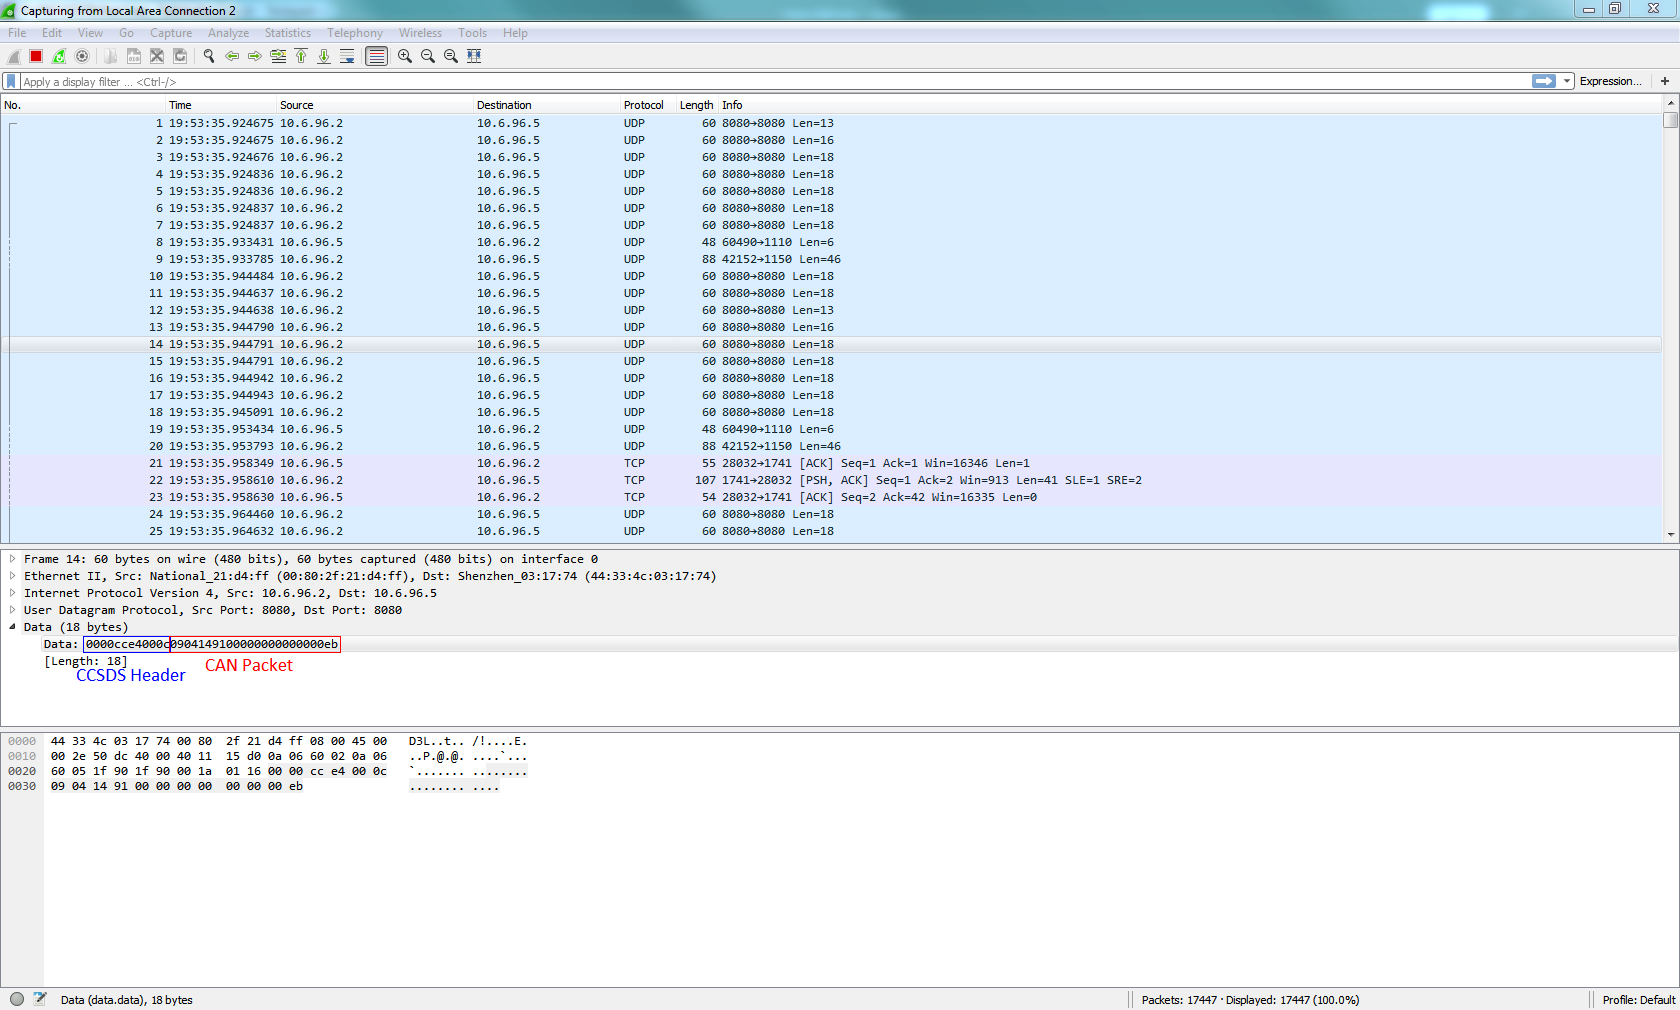 Capturing from Local Area Connection 2
File Edit View Go Capture Analyze Statistics Telephony Wireless Tools Help
Apply a display filter ... <Ctrl-/> Expression... +
No. Time Source Destination Protocol Length Info
1 19:53:35.924675 10.6.96.2 10.6.96.5 UDP 60 8080→8080 Len=13
2 19:53:35.924675 10.6.96.2 10.6.96.5 UDP 60 8080→8080 Len=16
3 19:53:35.924676 10.6.96.2 10.6.96.5 UDP 60 8080→8080 Len=18
4 19:53:35.924836 10.6.96.2 10.6.96.5 UDP 60 8080→8080 Len=18
5 19:53:35.924836 10.6.96.2 10.6.96.5 UDP 60 8080→8080 Len=18
6 19:53:35.924837 10.6.96.2 10.6.96.5 UDP 60 8080→8080 Len=18
7 19:53:35.924837 10.6.96.2 10.6.96.5 UDP 60 8080→8080 Len=18
8 19:53:35.933431 10.6.96.5 10.6.96.2 UDP 48 60490→1110 Len=6
9 19:53:35.933785 10.6.96.2 10.6.96.5 UDP 88 42152→1150 Len=46
10 19:53:35.944484 10.6.96.2 10.6.96.5 UDP 60 8080→8080 Len=18
11 19:53:35.944637 10.6.96.2 10.6.96.5 UDP 60 8080→8080 Len=18
12 19:53:35.944638 10.6.96.2 10.6.96.5 UDP 60 8080→8080 Len=13
13 19:53:35.944790 10.6.96.2 10.6.96.5 UDP 60 8080→8080 Len=16
14 19:53:35.944791 10.6.96.2 10.6.96.5 UDP 60 8080→8080 Len=18
15 19:53:35.944791 10.6.96.2 10.6.96.5 UDP 60 8080→8080 Len=18
16 19:53:35.944942 10.6.96.2 10.6.96.5 UDP 60 8080→8080 Len=18
17 19:53:35.944943 10.6.96.2 10.6.96.5 UDP 60 8080→8080 Len=18
18 19:53:35.945091 10.6.96.2 10.6.96.5 UDP 60 8080→8080 Len=18
19 19:53:35.953434 10.6.96.5 10.6.96.2 UDP 48 60490→1110 Len=6
20 19:53:35.953793 10.6.96.2 10.6.96.5 UDP 88 42152→1150 Len=46
21 19:53:35.958349 10.6.96.5 10.6.96.2 TCP 55 28032→1741 [ACK] Seq=1 Ack=1 Win=16346 Len=1
22 19:53:35.958610 10.6.96.2 10.6.96.5 TCP 107 1741→28032 [PSH, ACK] Seq=1 Ack=2 Win=913 Len=41 SLE=1 SRE=2
23 19:53:35.958630 10.6.96.5 10.6.96.2 TCP 54 28032→1741 [ACK] Seq=2 Ack=42 Win=16335 Len=0
24 19:53:35.964460 10.6.96.2 10.6.96.5 UDP 60 8080→8080 Len=18
25 19:53:35.964632 10.6.96.2 10.6.96.5 UDP 60 8080→8080 Len=18
Frame 14: 60 bytes on wire (480 bits), 60 bytes captured (480 bits) on interface 0
Ethernet II, Src: National_21:d4:ff (00:80:2f:21:d4:ff), Dst: Shenzhen_03:17:74 (44:33:4c:03:17:74)
Internet Protocol Version 4, Src: 10.6.96.2, Dst: 10.6.96.5
User Datagram Protocol, Src Port: 8080, Dst Port: 8080
Data (18 bytes)
Data: 0000cce4000c0904149100000000000000eb
[Length: 18]
CCSDS Header CAN Packet
0000 44 33 4c 03 17 74 00 80 2f 21 d4 ff 08 00 45 00 D3L..t.. /!....E.
0010 00 2e 50 dc 40 00 40 11 15 d0 0a 06 60 02 0a 06 ..P.@.@. ....`...
0020 60 05 1f 90 1f 90 00 1a 01 16 00 00 cc e4 00 0c `....... ........
0030 09 04 14 91 00 00 00 00 00 00 00 eb ........ ....
Data (data.data), 18 bytes Packets: 17447 · Displayed: 17447 (100.0%) Profile: Default